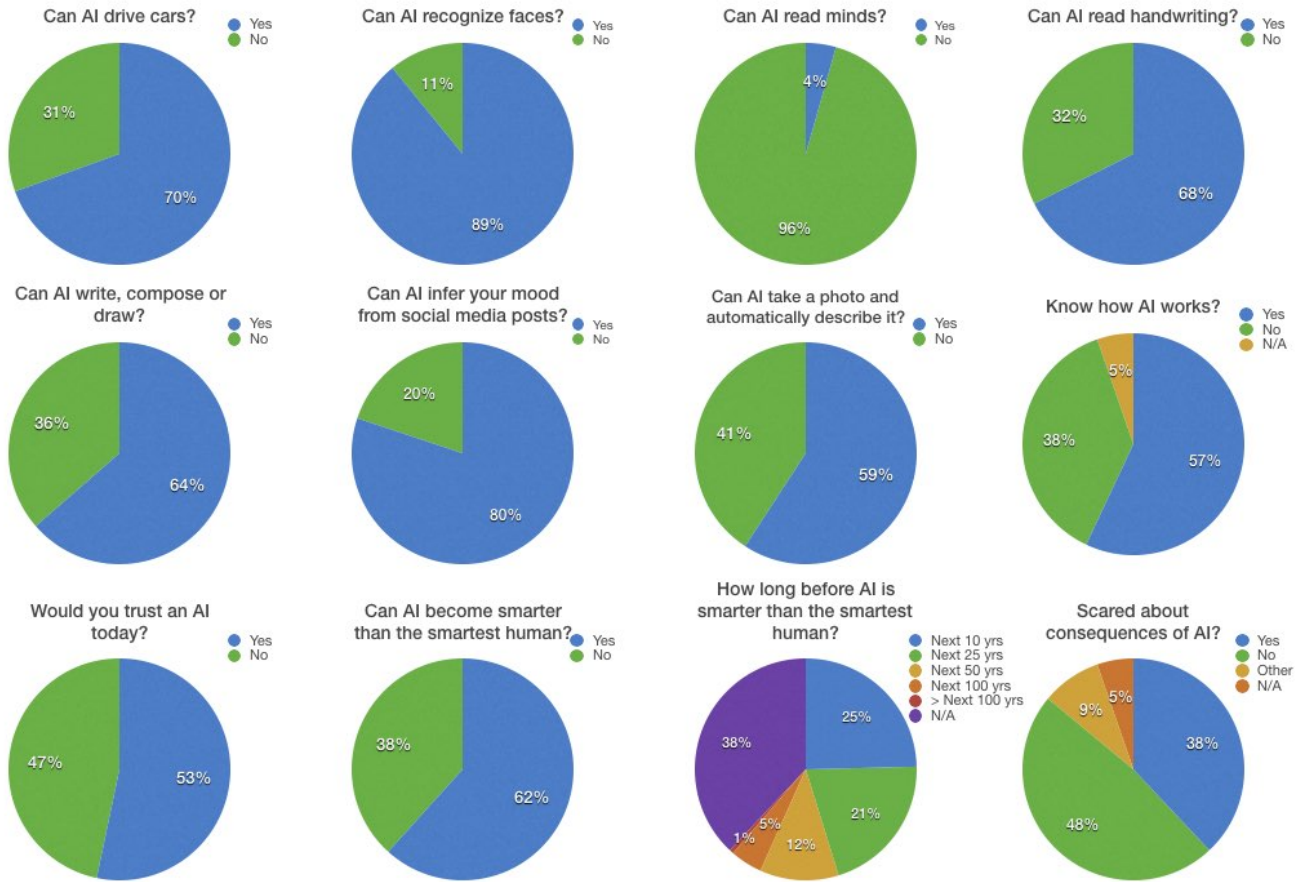 Can AI drive cars?
Yes
No
31%
70%
Can AI recognize faces?
Yes
No
11%
89%
Can AI read minds?
Yes
No
4%
96%
Can AI read handwriting?
Yes
No
32%
68%
Can AI write, compose or
draw?
Yes
No
36%
64%
Can AI infer your mood
from social media posts?
Yes
No
20%
80%
Can AI take a photo and
automatically describe it?
Yes
No
41%
59%
Know how AI works?
Yes
No
N/A
5%
38%
57%
Would you trust an AI
today?
Yes
No
47%
53%
Can AI become smarter
than the smartest human?
Yes
No
38%
62%
How long before AI is
smarter than the smartest
human?
Next 10 yrs
Next 25 yrs
Next 50 yrs
Next 100 yrs
> Next 100 yrs
N/A
25%
38%
21%
5%
1%
12%
Scared about
consequences of AI?
Yes
No
Other
N/A
5%
9%
38%
48%